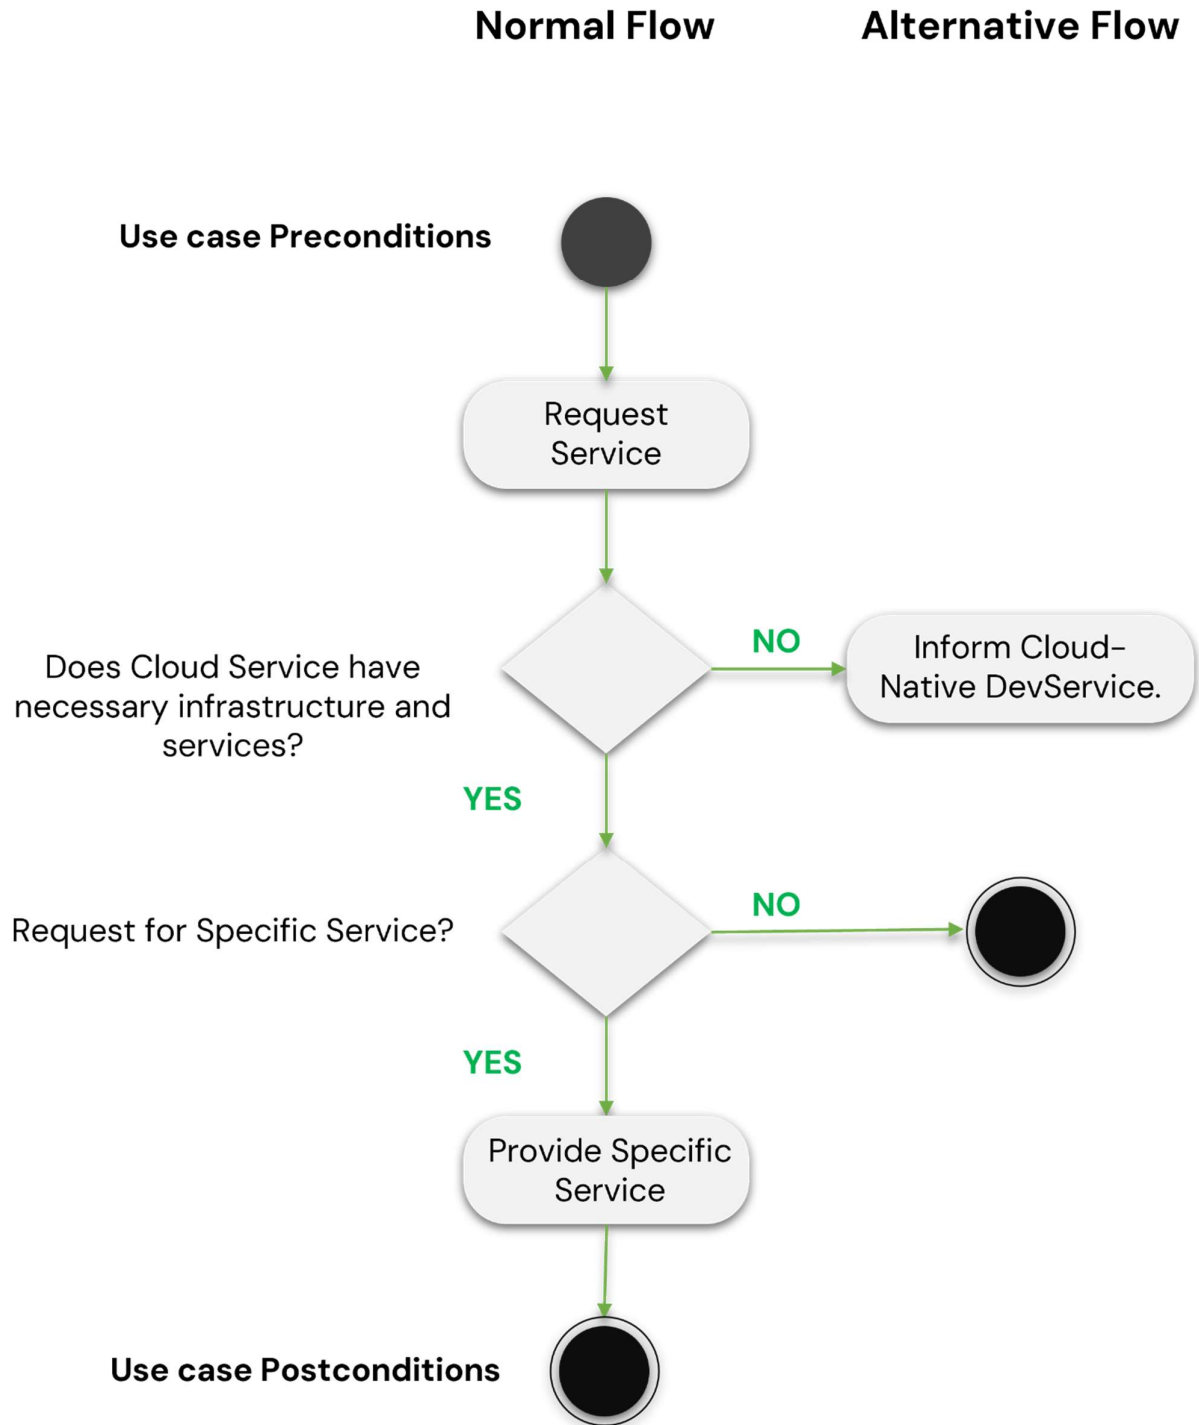 Normal Flow
Alternative Flow
Use case Preconditions
Request
Service
Does Cloud Service have
necessary infrastructure and
services?
NO
Inform Cloud-
Native DevService.
YES
Request for Specific Service?
NO
YES
Provide Specific
Service
Use case Postconditions